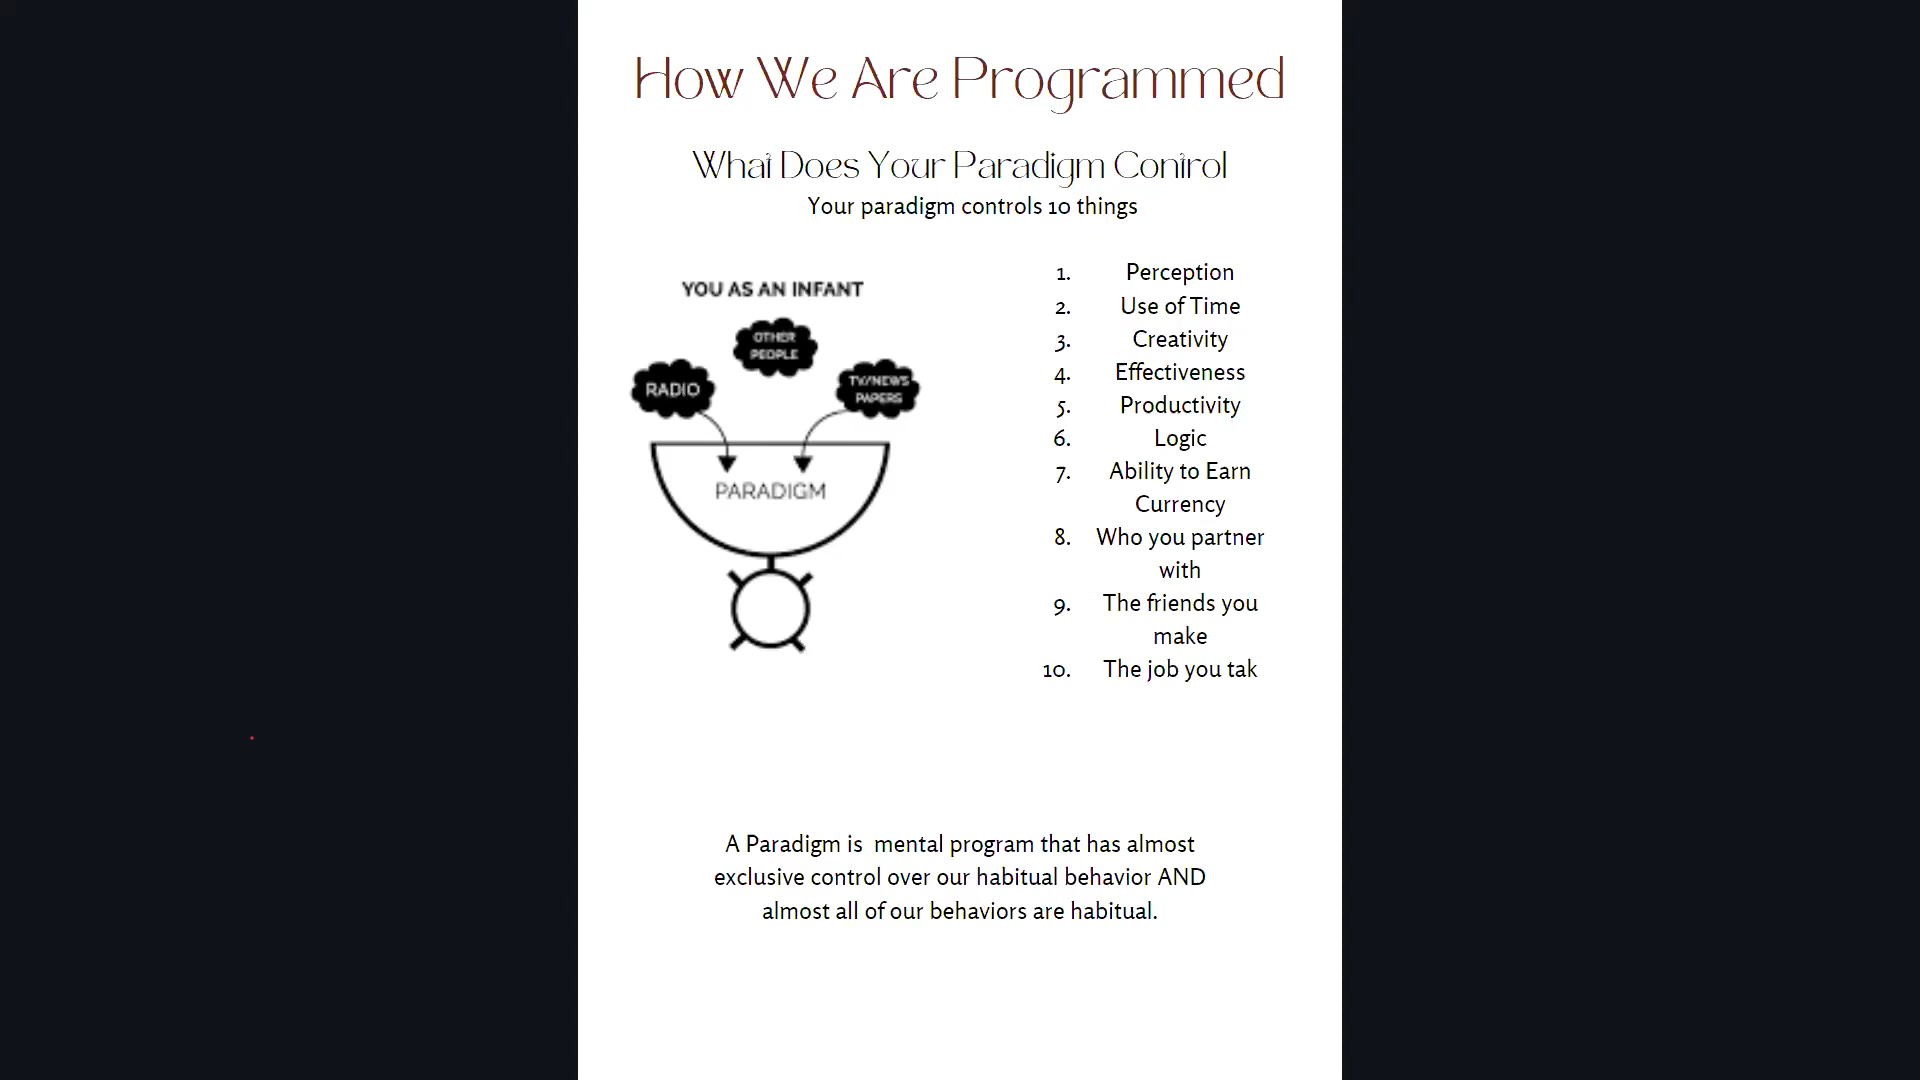 How We Are Programmed
What Does Your Paradigm Control
Your paradigm controls 10 things
YOU AS AN INFANT
OTHER
PEOPLE
RADIO
TV/NEWS
PAPERS
PARADIGM
1. Perception
2. Use of Time
3. Creativity
4. Effectiveness
5. Productivity
6. Logic
7. Ability to Earn
Currency
8. Who you partner
with
9. The friends you
make
10. The job you tak
A Paradigm is  mental program that has almost
exclusive control over our habitual behavior AND
almost all of our behaviors are habitual.